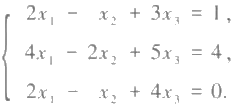 2x₁ - x₂ + 3x₃ = 1,
4x₁ - 2x₂ + 5x₃ = 4,
2x₁ - x₂ + 4x₃ = 0.